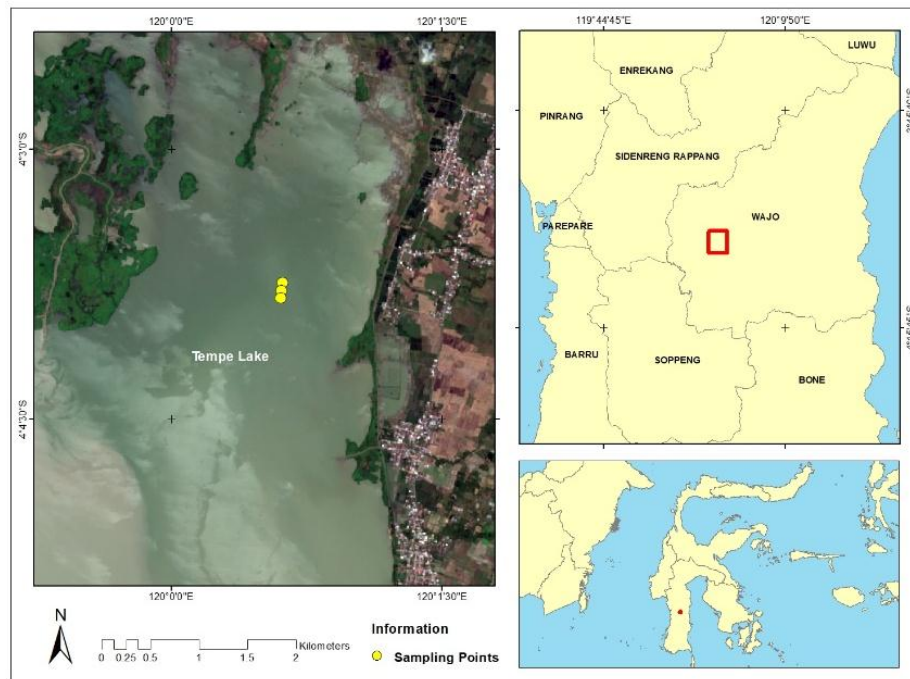 120°0'0"E
120°1'30"E
4°3'0"S
4°4'30"S
Tempe Lake
120°0'0"E
120°1'30"E
N
Kilometers
0 0.25 0.5 1 1.5 2
Information
Sampling Points
119°44'45"E
120°9'50"E
LUWU
ENREKANG
PINRANG
SIDENRENG RAPPANG
WAJO
PAREPARE
BARRU
SOPPENG
BONE